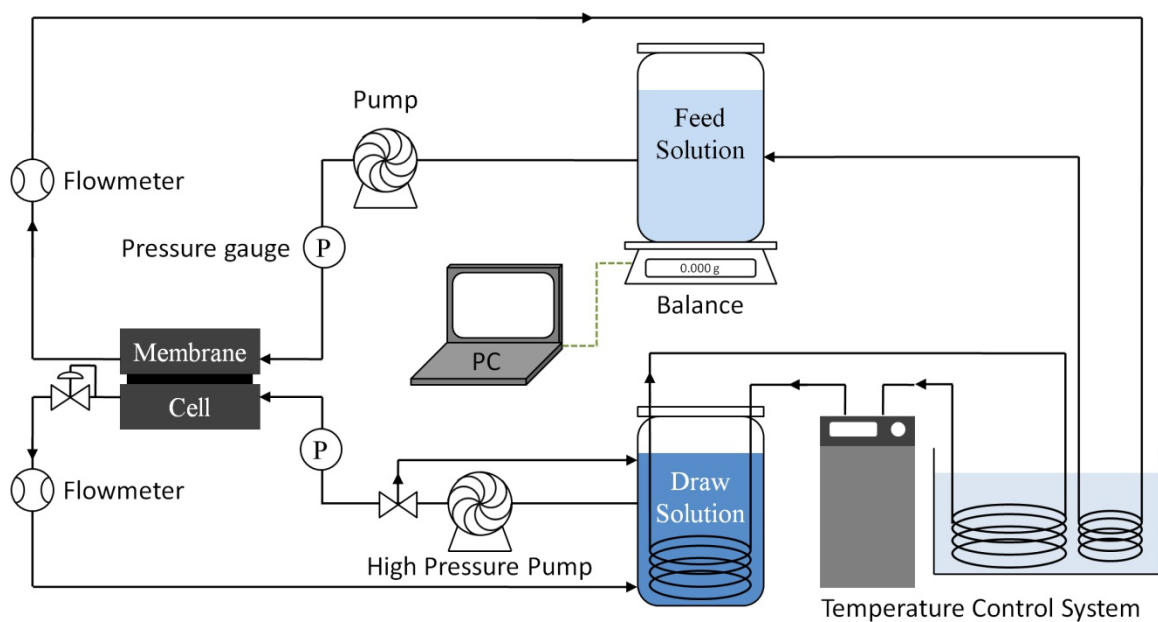 Pump
Feed
Solution
Flowmeter
Pressure gauge
P
0.000 g
Balance
Membrane
PC
Cell
P
Flowmeter
Draw
Solution
High Pressure Pump
Temperature Control System